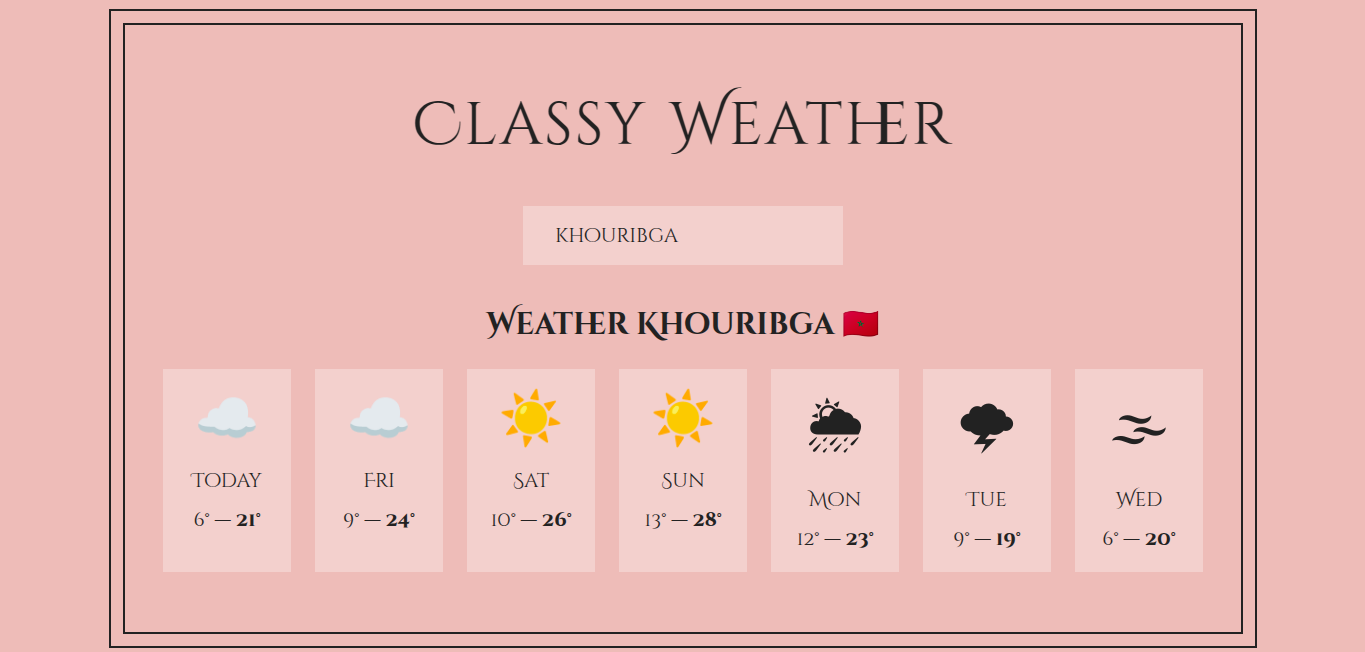 Classy Weather
KHOURIBGA
Weather Khouribga
Today
6° — 21°
Fri
9° — 24°
Sat
10° — 26°
Sun
13° — 28°
Mon
12° — 23°
Tue
9° — 19°
Wed
6° — 20°